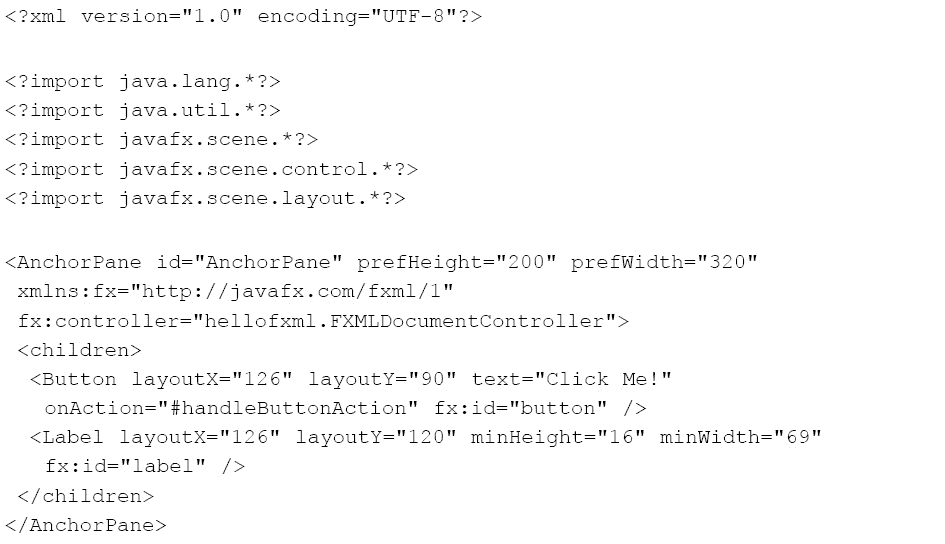 <?xml version="1.0" encoding="UTF-8"?>
<?import java.lang.*?>
<?import java.util.*?>
<?import javafx.scene.*?>
<?import javafx.scene.control.*?>
<?import javafx.scene.layout.*?>
<AnchorPane id="AnchorPane" prefHeight="200" prefWidth="320"
xmlns:fx="http://javafx.com/fxml/1"
fx:controller="hellofxml.FXMLDocumentController">
<children>
<Button layoutX="126" layoutY="90" text="Click Me!"
onAction="#handleButtonAction" fx:id="button" />
<Label layoutX="126" layoutY="120" minHeight="16" minWidth="69"
fx:id="label" />
</children>
</AnchorPane>